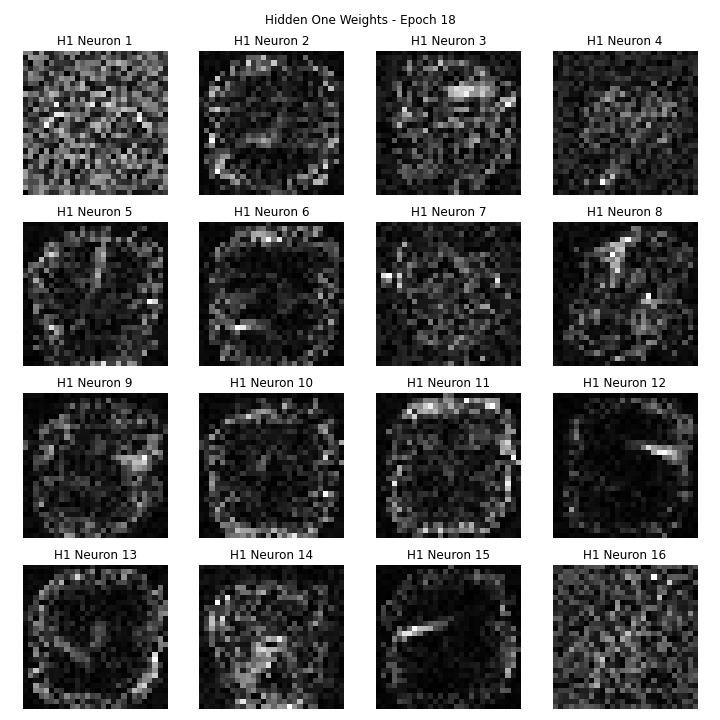 Hidden One Weights - Epoch 18
H1 Neuron 1 H1 Neuron 2 H1 Neuron 3 H1 Neuron 4
H1 Neuron 5 H1 Neuron 6 H1 Neuron 7 H1 Neuron 8
H1 Neuron 9 H1 Neuron 10 H1 Neuron 11 H1 Neuron 12
H1 Neuron 13 H1 Neuron 14 H1 Neuron 15 H1 Neuron 16